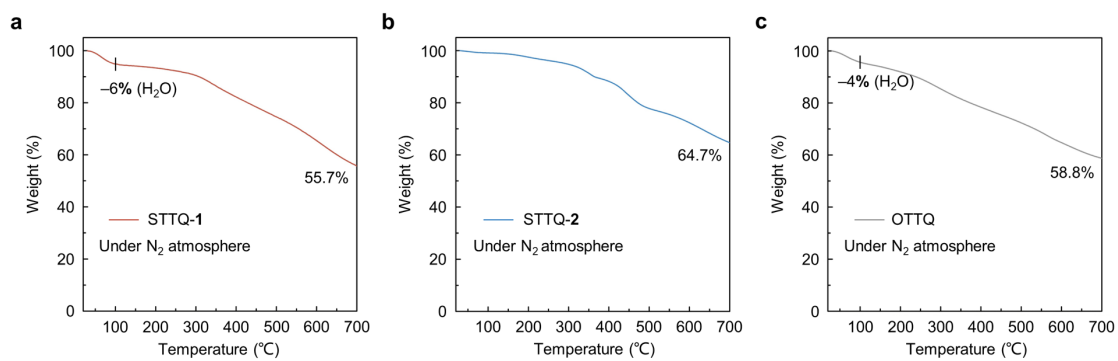 a
100
80
60
40
20
0
Weight (%)
–6% (H₂O)
55.7%
STTQ-1
Under N₂ atmosphere
100 200 300 400 500 600 700
Temperature (℃)
b
100
80
60
40
20
0
Weight (%)
64.7%
STTQ-2
Under N₂ atmosphere
100 200 300 400 500 600 700
Temperature (℃)
c
100
80
60
40
20
0
Weight (%)
–4% (H₂O)
58.8%
OTTQ
Under N₂ atmosphere
100 200 300 400 500 600 700
Temperature (℃)